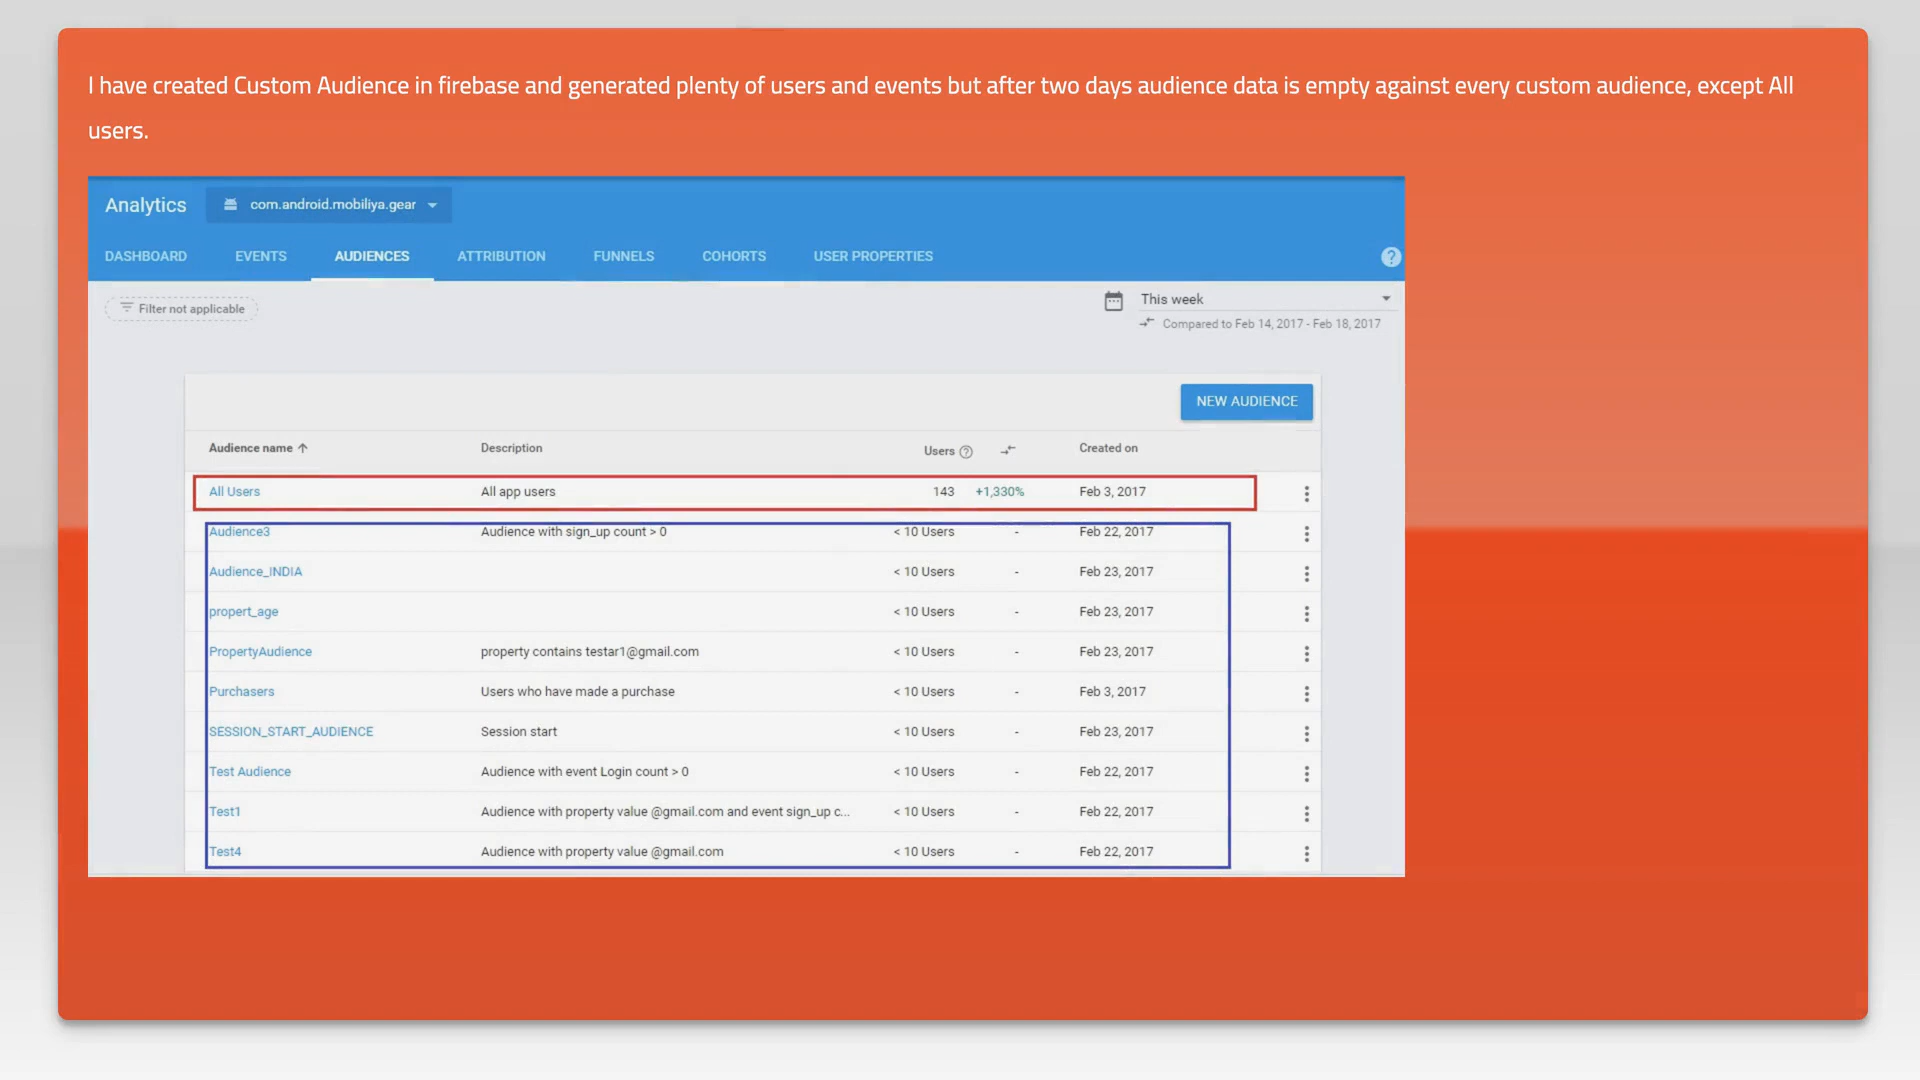 I have created Custom Audience in firebase and generated plenty of users and events but after two days audience data is empty against every custom audience, except All
users.
Analytics com.android.mobiliya.gear
DASHBOARD EVENTS AUDIENCES ATTRIBUTION FUNNELS COHORTS USER PROPERTIES ?
Filter not applicable
This week
Compared to Feb 14, 2017 - Feb 18, 2017
NEW AUDIENCE
Audience name Description Users ? Created on
All Users All app users 143 +1,330% Feb 3, 2017
Audience3 Audience with sign_up count > 0 < 10 Users - Feb 22, 2017
Audience_INDIA < 10 Users - Feb 23, 2017
propert_age < 10 Users - Feb 23, 2017
PropertyAudience property contains testar1@gmail.com < 10 Users - Feb 23, 2017
Purchasers Users who have made a purchase < 10 Users - Feb 3, 2017
SESSION_START_AUDIENCE Session start < 10 Users - Feb 23, 2017
Test Audience Audience with event Login count > 0 < 10 Users - Feb 22, 2017
Test1 Audience with property value @gmail.com and event sign_up c... < 10 Users - Feb 22, 2017
Test4 Audience with property value @gmail.com < 10 Users - Feb 22, 2017